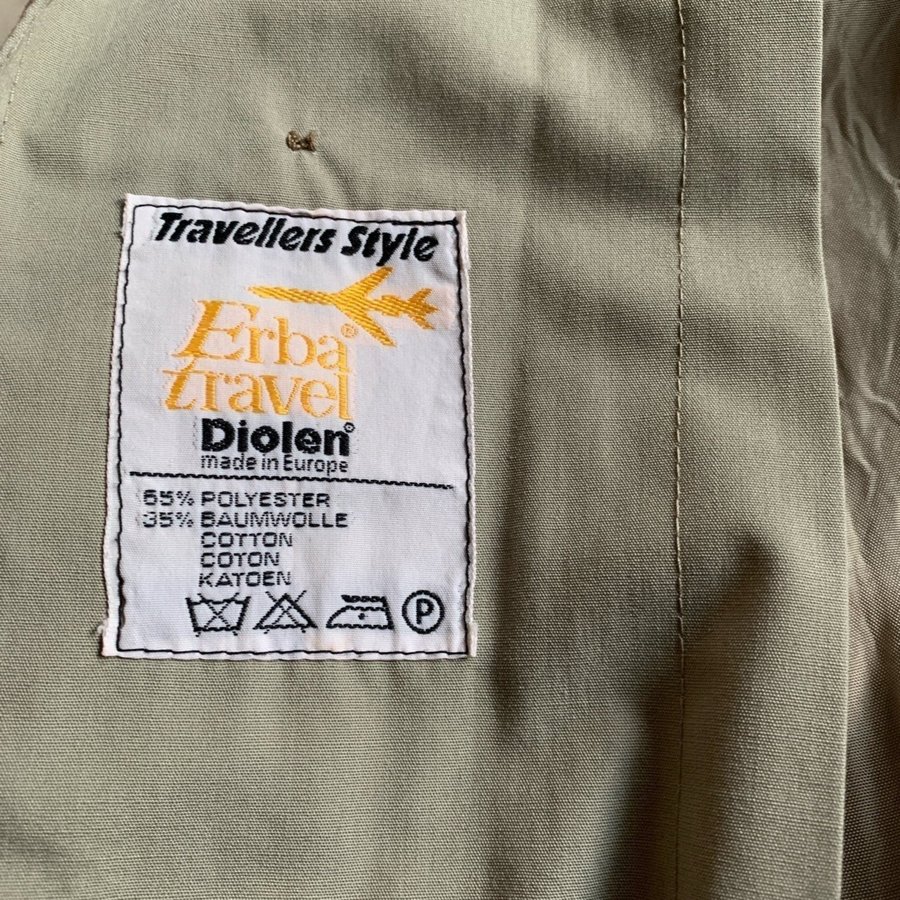 Travellers Style
Erba®
travel
Diolen®
made in Europe
65% POLYESTER
35% BAUMWOLLE
COTTON
COTON
KATOEN
P